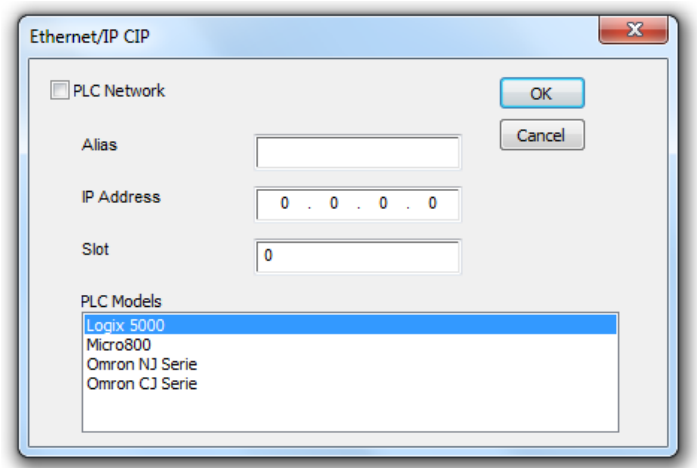 Ethernet/IP CIP
PLC Network
OK
Alias
Cancel
IP Address
0 . 0 . 0 . 0
Slot
0
PLC Models
Logix 5000
Micro800
Omron NJ Serie
Omron CJ Serie